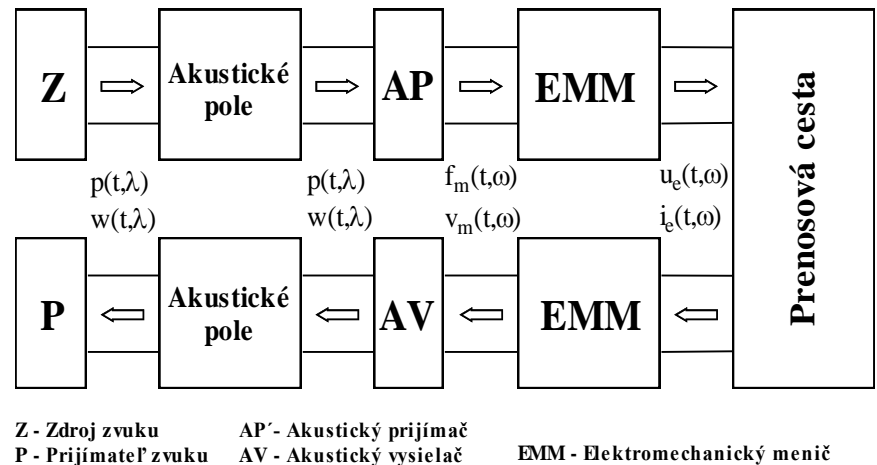 Z
Akustické
pole
AP
EMM
Prenosová cesta
p(t,λ)
w(t,λ)
p(t,λ)
w(t,λ)
f_m(t,ω)
v_m(t,ω)
u_e(t,ω)
i_e(t,ω)
P
Akustické
pole
AV
EMM
Z - Zdroj zvuku
AP´- Akustický prijímač
P - Prijímateľ zvuku
AV - Akustický vysielač
EMM - Elektromechanický menič